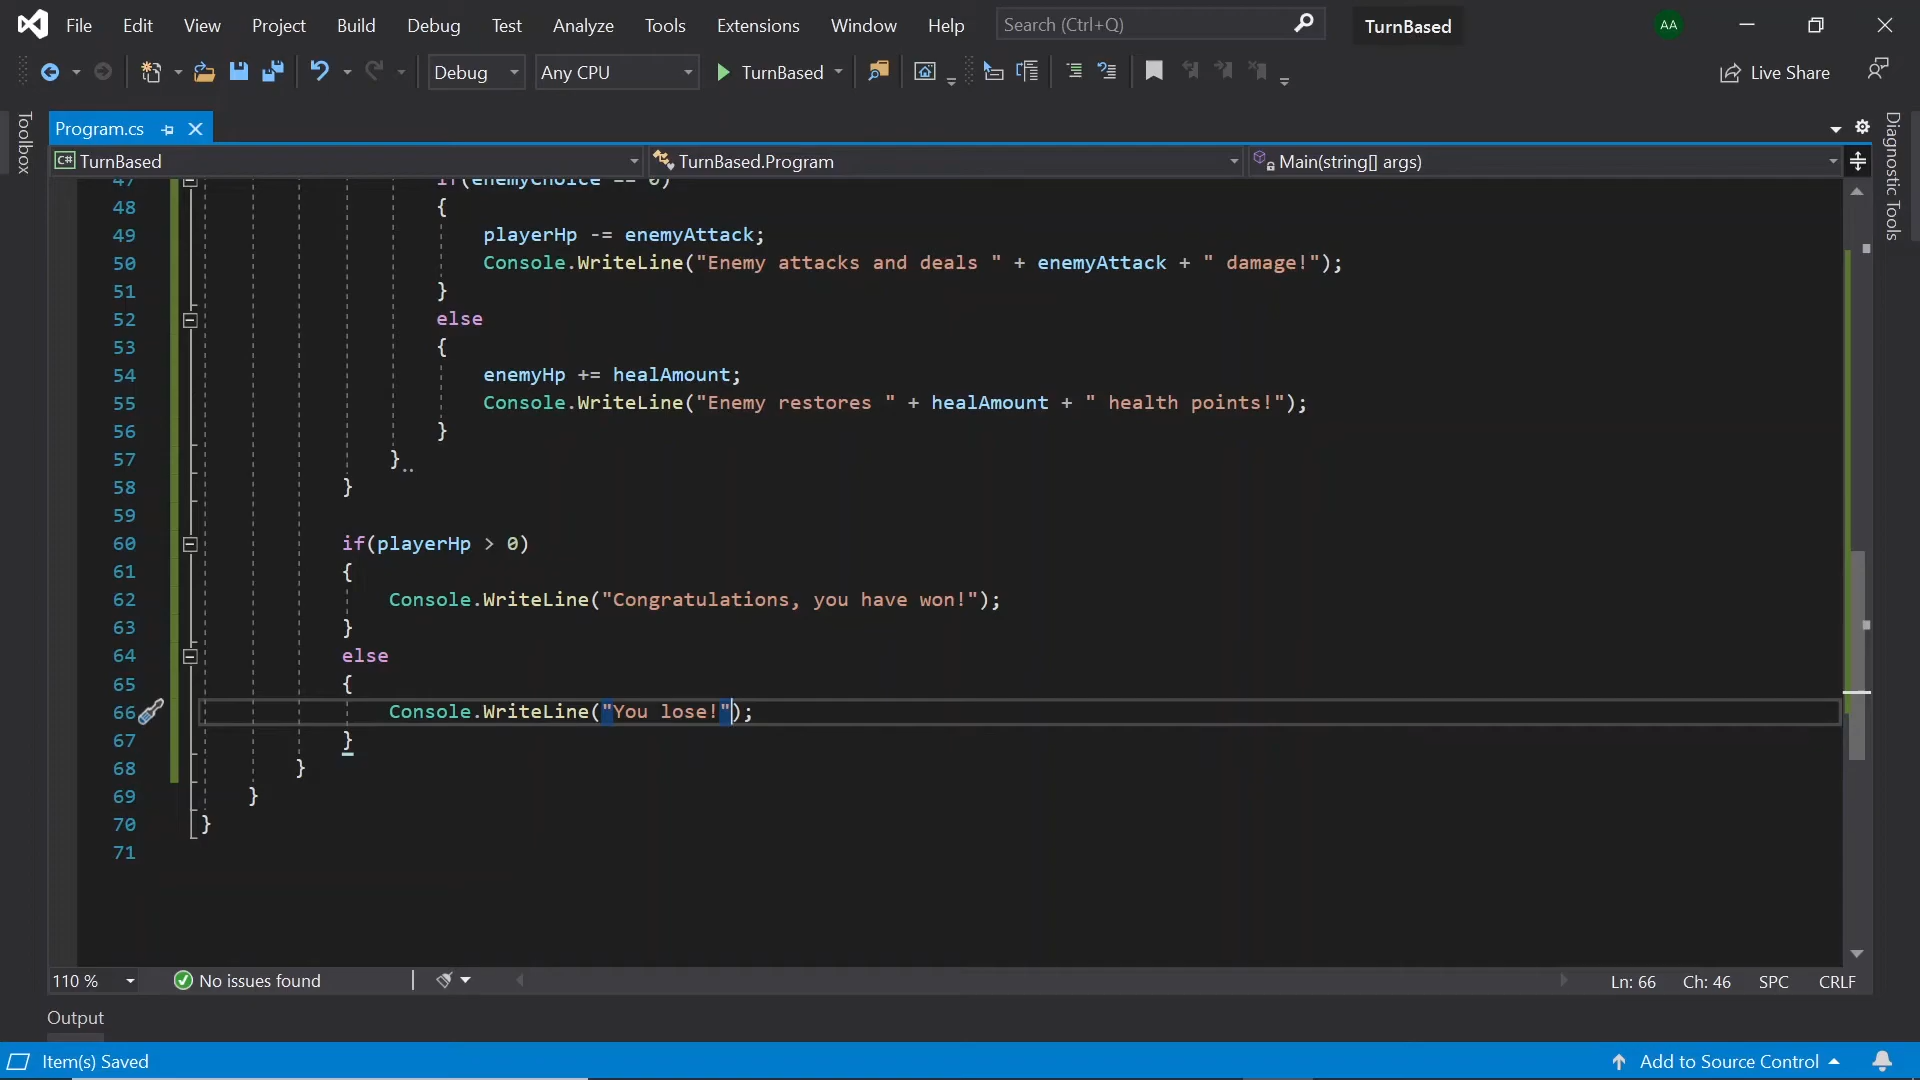 File Edit View Project Build Debug Test Analyze Tools Extensions Window Help Search (Ctrl+Q) TurnBased AA
Debug Any CPU TurnBased Live Share
Toolbox
Program.cs
Diagnostic Tools
C# TurnBased TurnBased.Program Main(string[] args)
47 if(enemyChoice == 0)
48 {
49 playerHp -= enemyAttack;
50 Console.WriteLine("Enemy attacks and deals " + enemyAttack + " damage!");
51 }
52 else
53 {
54 enemyHp += healAmount;
55 Console.WriteLine("Enemy restores " + healAmount + " health points!");
56 }
57 }
58 }
59
60 if(playerHp > 0)
61 {
62 Console.WriteLine("Congratulations, you have won!");
63 }
64 else
65 {
66 Console.WriteLine("You lose!");
67 }
68 }
69 }
70 }
71
110 % No issues found Ln: 66 Ch: 46 SPC CRLF
Output
Item(s) Saved Add to Source Control